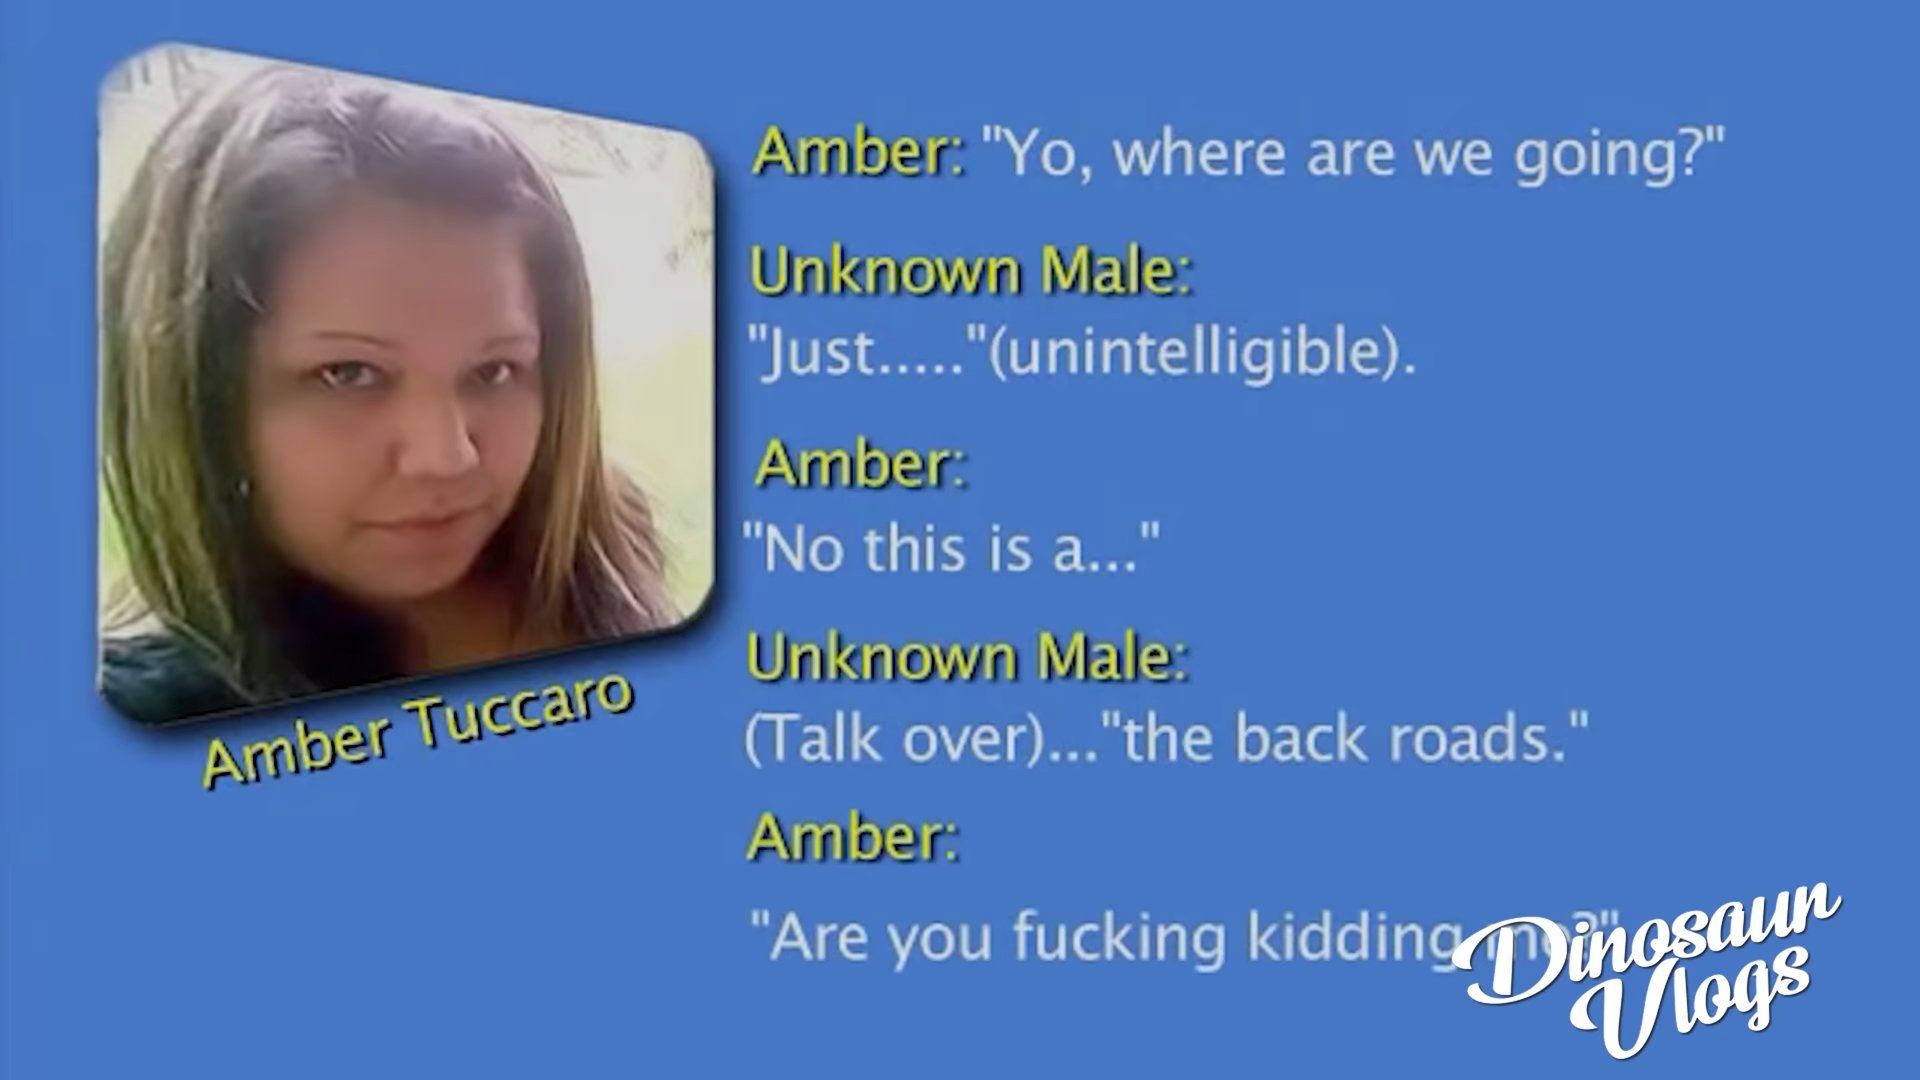 Amber: "Yo, where are we going?"
Unknown Male:
"Just....."(unintelligible).
Amber:
"No this is a..."
Unknown Male:
(Talk over)..."the back roads."
Amber:
"Are you fucking kidding me?"
Amber Tuccaro
Dinosaur
Vlogs